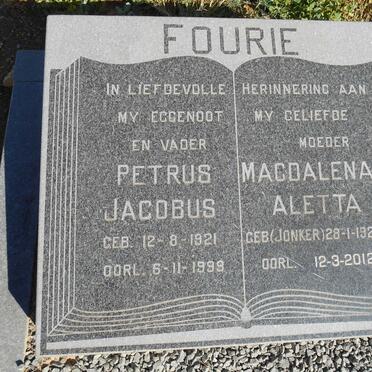 FOURIE
IN LIEFDEVOLLE
MY EGGENOOT
EN VADER
PETRUS
JACOBUS
GEB. 12-8-1921
OORL. 6-11-1999
HERINNERING AAN
MY GELIEFDE
MOEDER
MAGDALENA
ALETTA
GEB (JONKER) 28-1-192
OORL. 12-3-2012